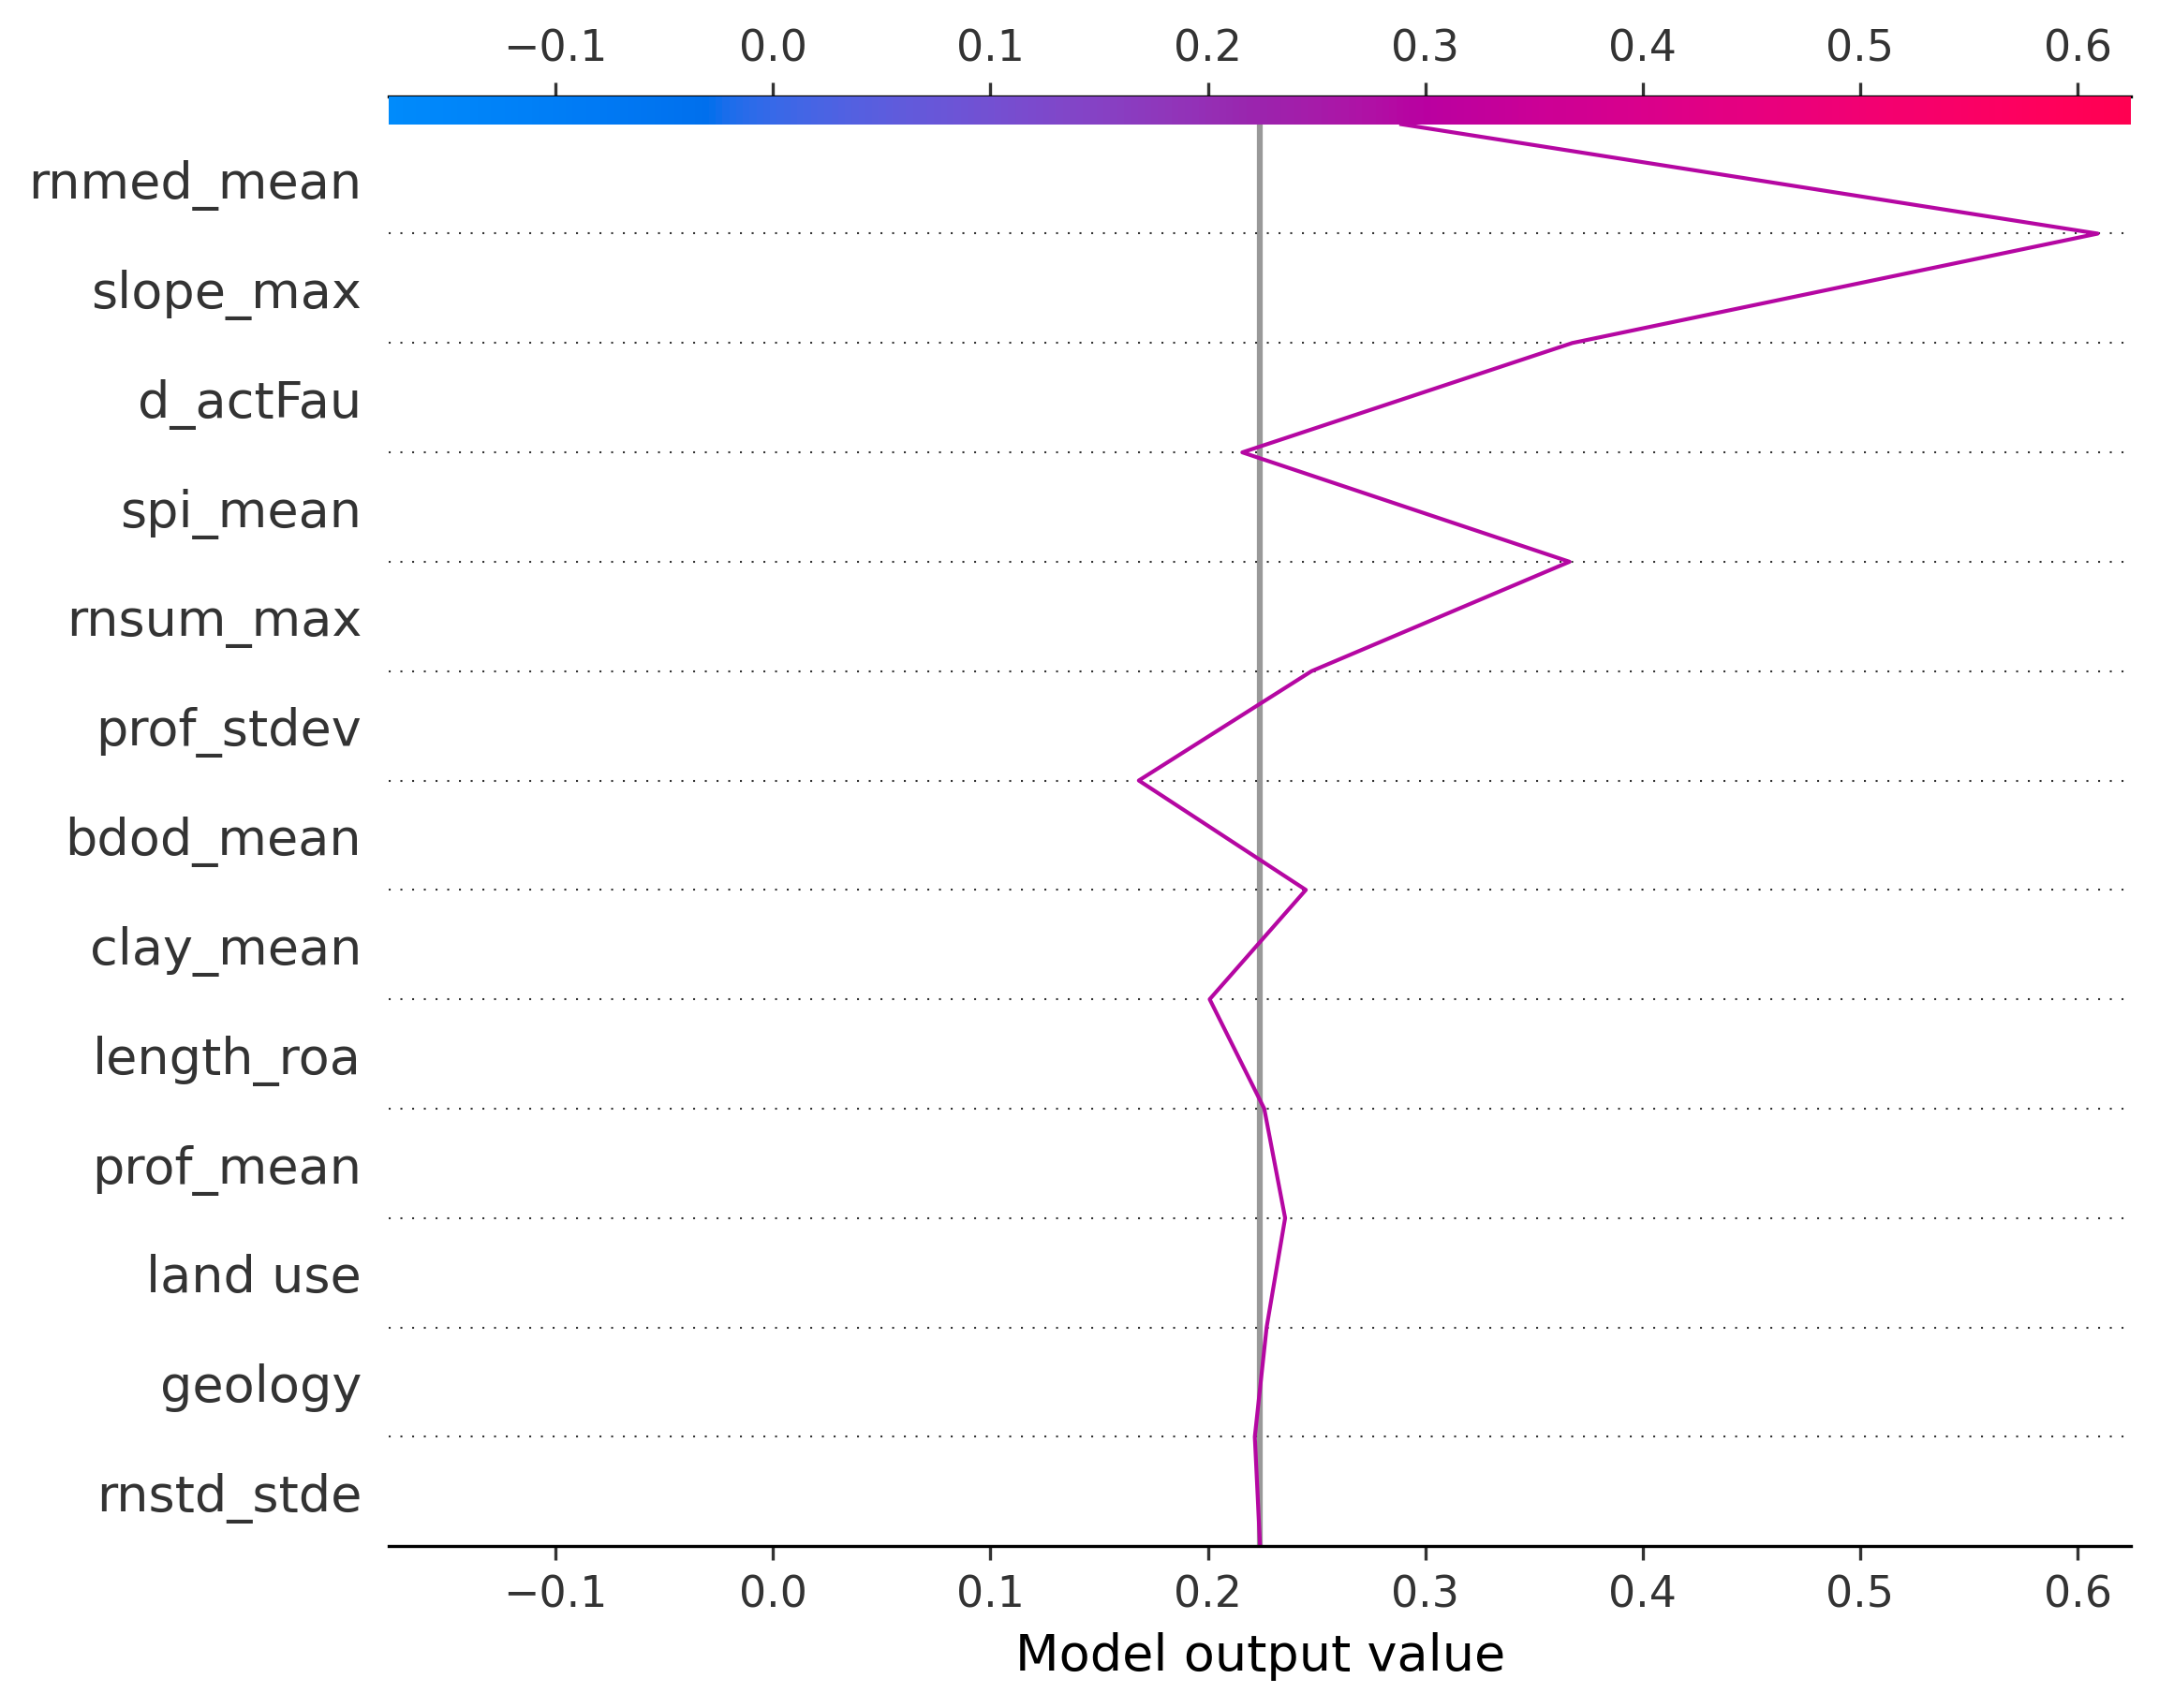 −0.1 0.0 0.1 0.2 0.3 0.4 0.5 0.6
rnmed_mean
slope_max
d_actFau
spi_mean
rnsum_max
prof_stdev
bdod_mean
clay_mean
length_roa
prof_mean
land use
geology
rnstd_stde
−0.1 0.0 0.1 0.2 0.3 0.4 0.5 0.6
Model output value